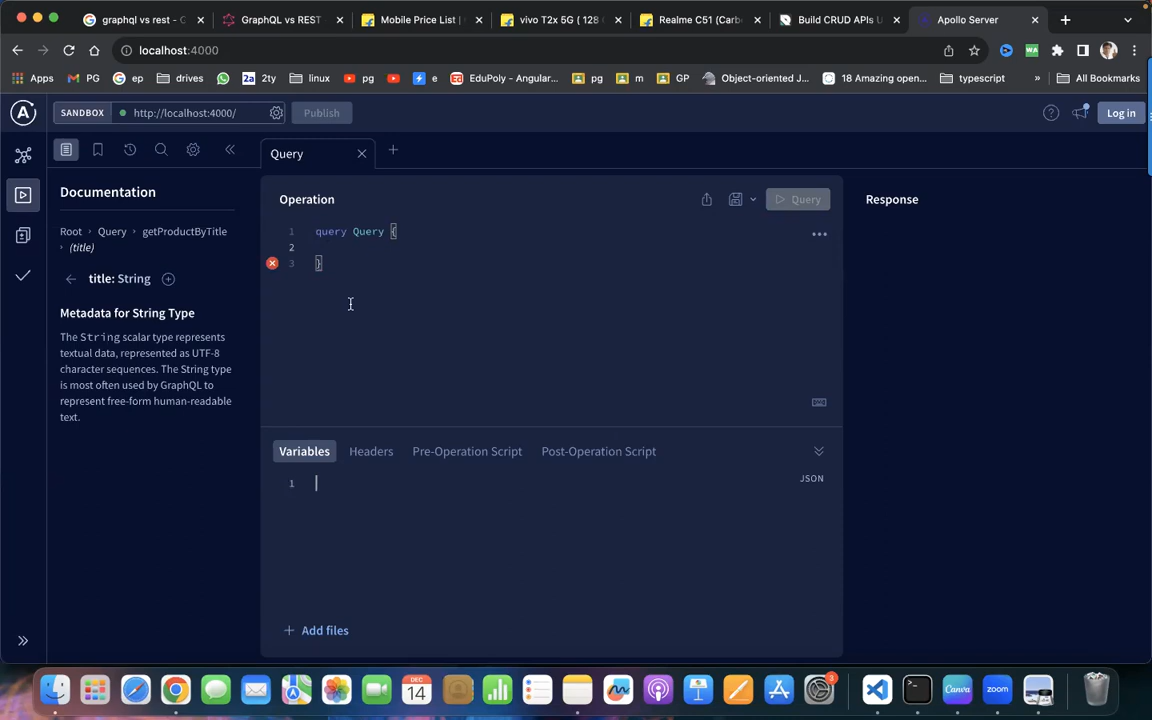 graphql vs rest - G
GraphQL vs REST
Mobile Price List |
vivo T2x 5G ( 128
Realme C51 (Carb
Build CRUD APIs U
Apollo Server
localhost:4000
Apps
PG
ep
drives
2ty
linux
pg
e
EduPoly - Angular...
pg
m
GP
Object-oriented J...
18 Amazing open...
typescript
»
All Bookmarks
SANDBOX
http://localhost:4000/
Publish
Log in
Query
Documentation
Operation
Query
Response
Root › Query › getProductByTitle
› (title)
title: String
Metadata for String Type
The String scalar type represents
textual data, represented as UTF-8
character sequences. The String type
is most often used by GraphQL to
represent free-form human-readable
text.
1 query Query {
2
3 }
Variables
Headers
Pre-Operation Script
Post-Operation Script
JSON
1
+ Add files
DEC
14
3
Canva
zoom